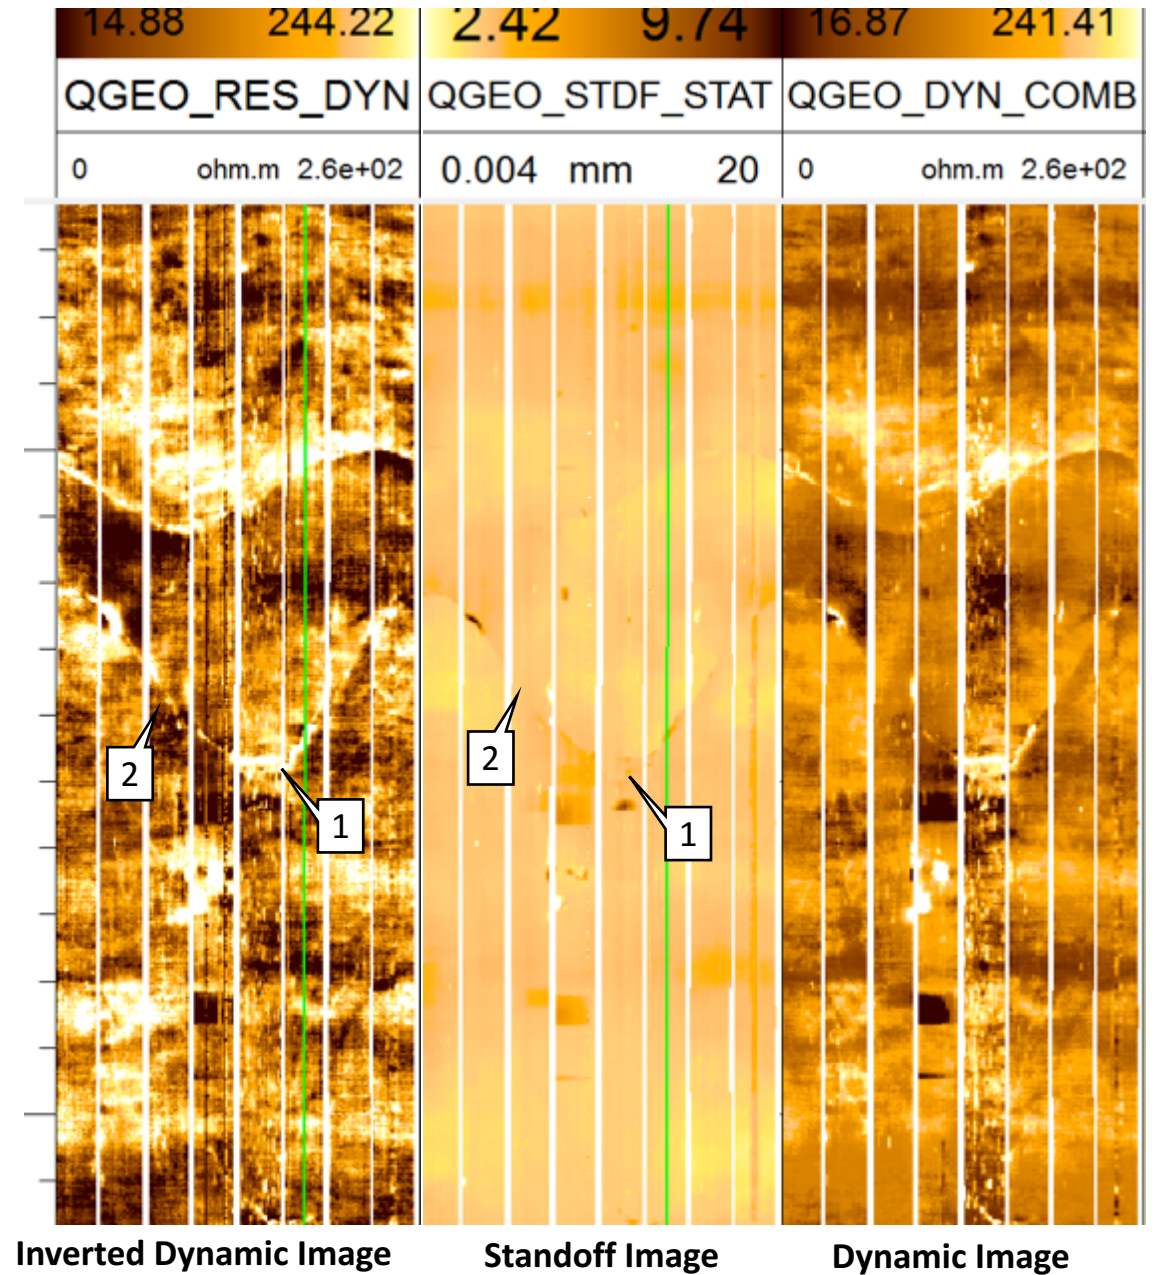 14.88 244.22 2.42 9.74 16.87 241.41
QGEO_RES_DYN QGEO_STDF_STAT QGEO_DYN_COMB
0 ohm.m 2.6e+02 0.004 mm 20 0 ohm.m 2.6e+02
2
2
1
1
Inverted Dynamic Image Standoff Image Dynamic Image